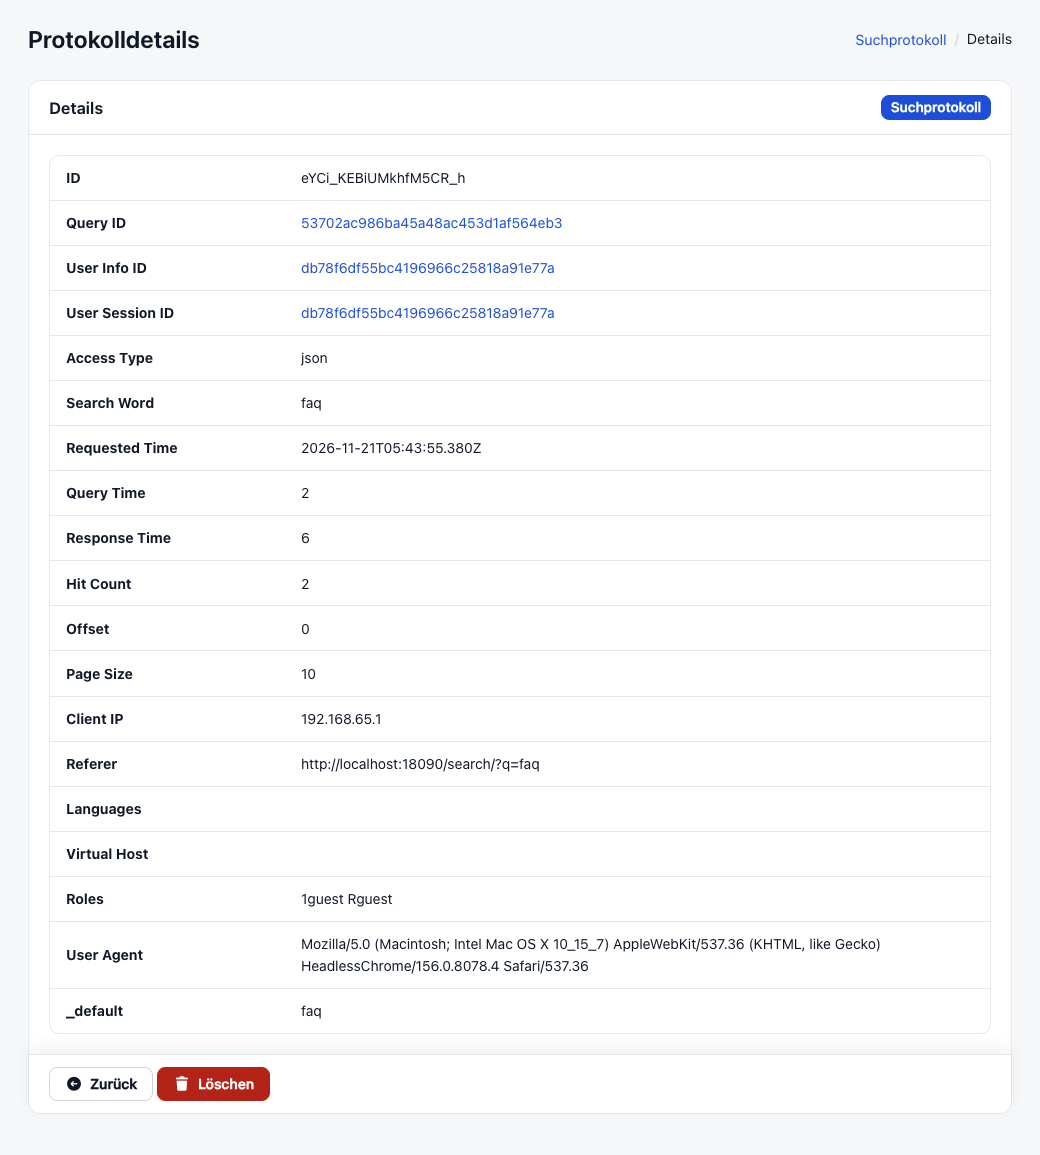 Protokolldetails
Suchprotokoll / Details
Details
Suchprotokoll
ID eYCi_KEBiUMkhfM5CR_h
Query ID 53702ac986ba45a48ac453d1af564eb3
User Info ID db78f6df55bc4196966c25818a91e77a
User Session ID db78f6df55bc4196966c25818a91e77a
Access Type json
Search Word faq
Requested Time 2026-11-21T05:43:55.380Z
Query Time 2
Response Time 6
Hit Count 2
Offset 0
Page Size 10
Client IP 192.168.65.1
Referer http://localhost:18090/search/?q=faq
Languages
Virtual Host
Roles 1guest Rguest
User Agent Mozilla/5.0 (Macintosh; Intel Mac OS X 10_15_7) AppleWebKit/537.36 (KHTML, like Gecko)
HeadlessChrome/156.0.8078.4 Safari/537.36
_default faq
Zurück Löschen